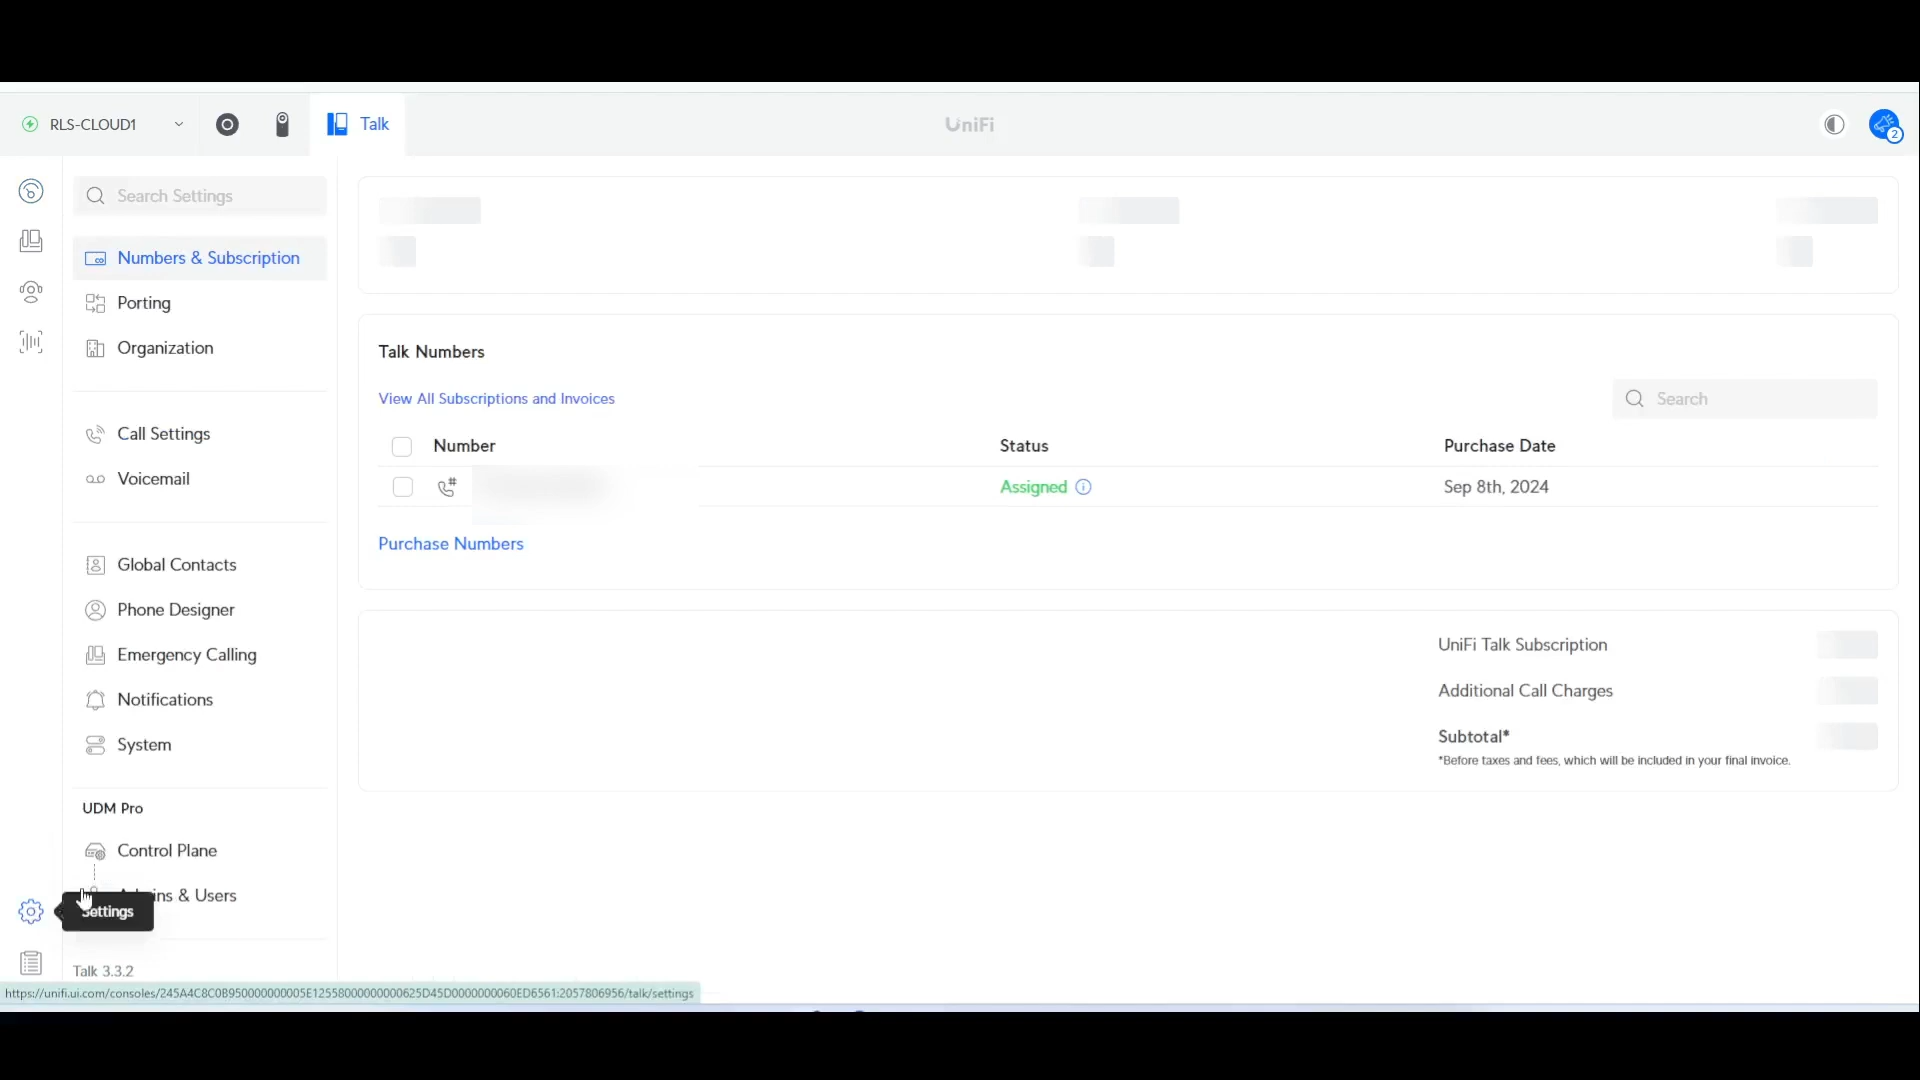 RLS-CLOUD1
Talk
UniFi
2
Search Settings
Numbers & Subscription
Porting
Organization
Call Settings
Voicemail
Global Contacts
Phone Designer
Emergency Calling
Notifications
System
UDM Pro
Control Plane
ins & Users
Settings
Talk 3.3.2
Talk Numbers
View All Subscriptions and Invoices
Search
Number Status Purchase Date
Assigned Sep 8th, 2024
Purchase Numbers
UniFi Talk Subscription
Additional Call Charges
Subtotal*
*Before taxes and fees, which will be included in your final invoice.
https://unifi.ui.com/consoles/245A4C8C0B950000000005E12558000000000625D45D0000000060ED6561:2057806956/talk/settings